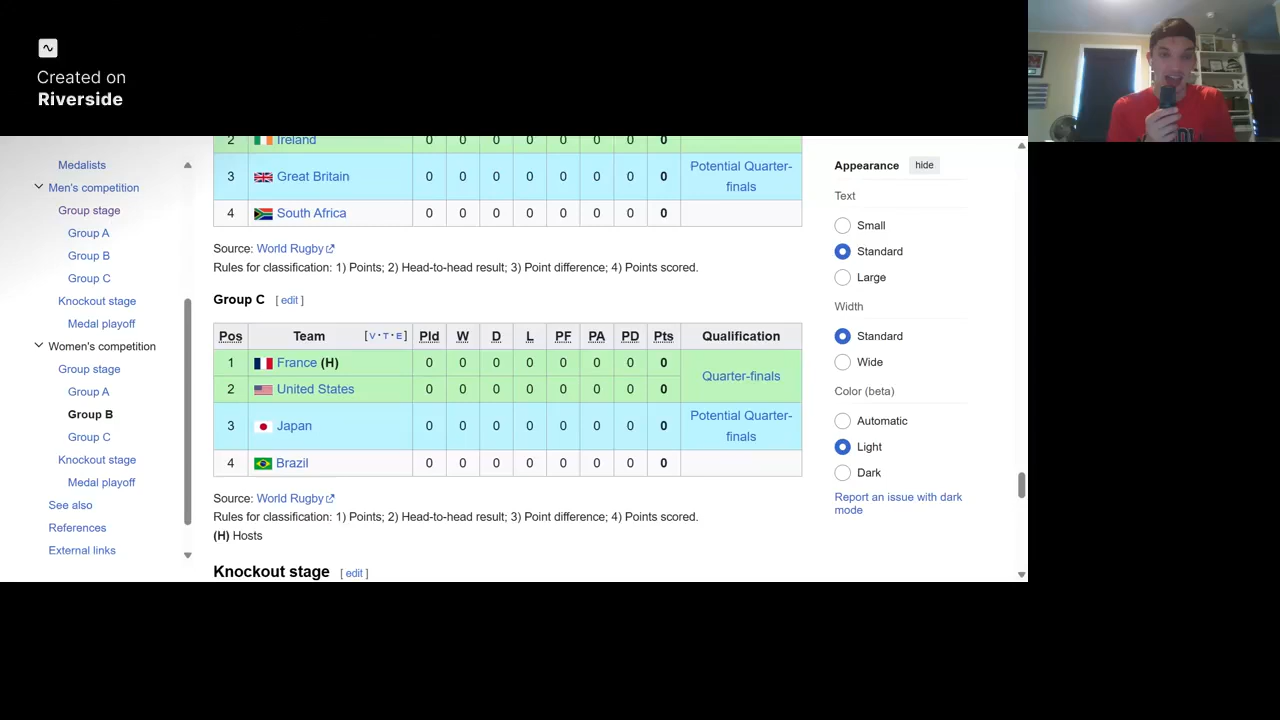 Created on
Riverside
Medalists
Men's competition
Group stage
Group A
Group B
Group C
Knockout stage
Medal playoff
Women's competition
Group stage
Group A
Group B
Group C
Knockout stage
Medal playoff
See also
References
External links
2 Ireland 0 0 0 0 0 0 0 0
3 Great Britain 0 0 0 0 0 0 0 0 Potential Quarter-
finals
4 South Africa 0 0 0 0 0 0 0 0
Source: World Rugby
Rules for classification: 1) Points; 2) Head-to-head result; 3) Point difference; 4) Points scored.
Group C [ edit ]
Pos Team [V·T·E] Pld W D L PF PA PD Pts Qualification
1 France (H) 0 0 0 0 0 0 0 0
Quarter-finals
2 United States 0 0 0 0 0 0 0 0
3 Japan 0 0 0 0 0 0 0 0 Potential Quarter-
finals
4 Brazil 0 0 0 0 0 0 0 0
Source: World Rugby
Rules for classification: 1) Points; 2) Head-to-head result; 3) Point difference; 4) Points scored.
(H) Hosts
Knockout stage [ edit ]
Appearance hide
Text
Small
Standard
Large
Width
Standard
Wide
Color (beta)
Automatic
Light
Dark
Report an issue with dark
mode